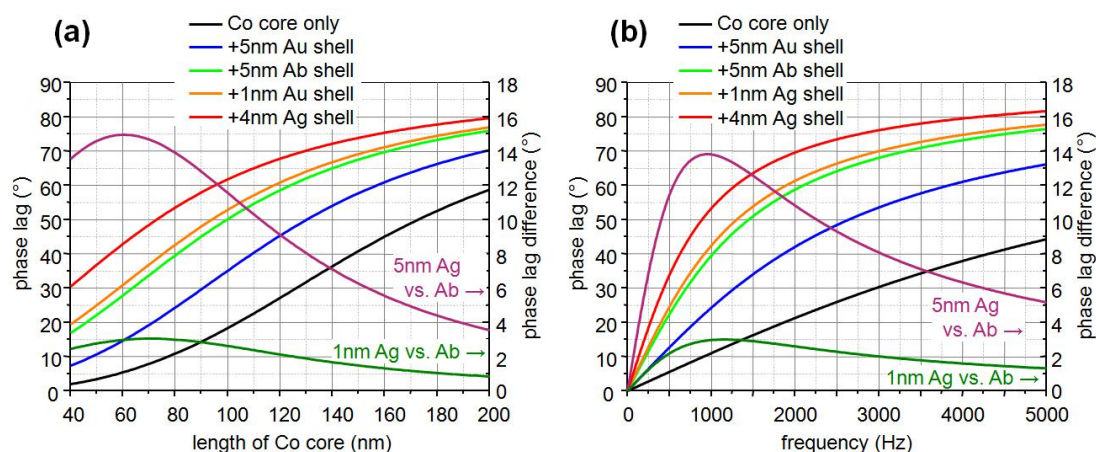 (a)
Co core only
+5nm Au shell
+5nm Ab shell
+1nm Au shell
+4nm Ag shell
90
80
70
60
50
40
30
20
10
0
phase lag (°)
18
16
14
12
10
8
6
4
2
0
phase lag difference (°)
5nm Ag
vs. Ab →
1nm Ag vs. Ab →
40 60 80 100 120 140 160 180 200
length of Co core (nm)
(b)
Co core only
+5nm Au shell
+5nm Ab shell
+1nm Ag shell
+4nm Ag shell
90
80
70
60
50
40
30
20
10
0
phase lag (°)
18
16
14
12
10
8
6
4
2
0
phase lag difference (°)
5nm Ag
vs. Ab →
1nm Ag vs. Ab →
0 1000 2000 3000 4000 5000
frequency (Hz)